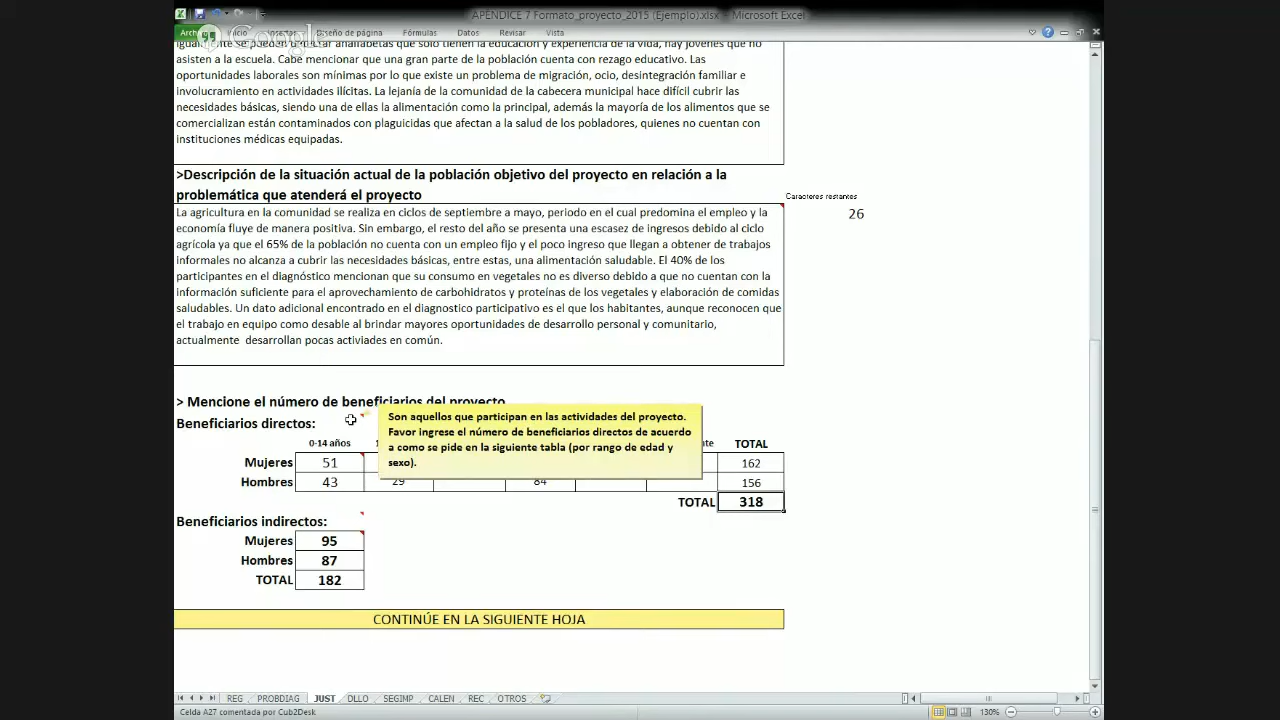 APÉNDICE 7 Formato_proyecto_2015 (Ejemplo).xlsx - Microsoft Excel
Archivo Inicio Insertar Diseño de página Fórmulas Datos Revisar Vista
Google
asisten a la escuela. Cabe mencionar que una gran parte de la población cuenta con rezago educativo. Las
oportunidades laborales son mínimas por lo que existe un problema de migración, ocio, desintegración familiar e
involucramiento en actividades ilícitas. La lejanía de la comunidad de la cabecera municipal hace difícil cubrir las
necesidades básicas, siendo una de ellas la alimentación como la principal, además la mayoría de los alimentos que se
comercializan están contaminados con plaguicidas que afectan a la salud de los pobladores, quienes no cuentan con
instituciones médicas equipadas.
>Descripción de la situación actual de la población objetivo del proyecto en relación a la
problemática que atenderá el proyecto
Caracteres restantes
26
La agricultura en la comunidad se realiza en ciclos de septiembre a mayo, periodo en el cual predomina el empleo y la
economía fluye de manera positiva. Sin embargo, el resto del año se presenta una escasez de ingresos debido al ciclo
agrícola ya que el 65% de la población no cuenta con un empleo fijo y el poco ingreso que llegan a obtener de trabajos
informales no alcanza a cubrir las necesidades básicas, entre estas, una alimentación saludable. El 40% de los
participantes en el diagnóstico mencionan que su consumo en vegetales no es diverso debido a que no cuentan con la
información suficiente para el aprovechamiento de carbohidratos y proteínas de los vegetales y elaboración de comidas
saludables. Un dato adicional encontrado en el diagnostico participativo es el que los habitantes, aunque reconocen que
el trabajo en equipo como desable al brindar mayores oportunidades de desarrollo personal y comunitario,
actualmente desarrollan pocas activiades en común.
> Mencione el número de beneficiarios del proyecto
Beneficiarios directos:
Son aquellos que participan en las actividades del proyecto.
Favor ingrese el número de beneficiarios directos de acuerdo
a como se pide en la siguiente tabla (por rango de edad y
sexo).
0-14 años TOTAL
Mujeres 51 162
Hombres 43 29 84 156
TOTAL 318
Beneficiarios indirectos:
Mujeres 95
Hombres 87
TOTAL 182
CONTINÚE EN LA SIGUIENTE HOJA
REG PROBDIAG JUST DLLO SEGIMP CALEN REC OTROS
Celda A27 comentada por Cub2Desk
130%